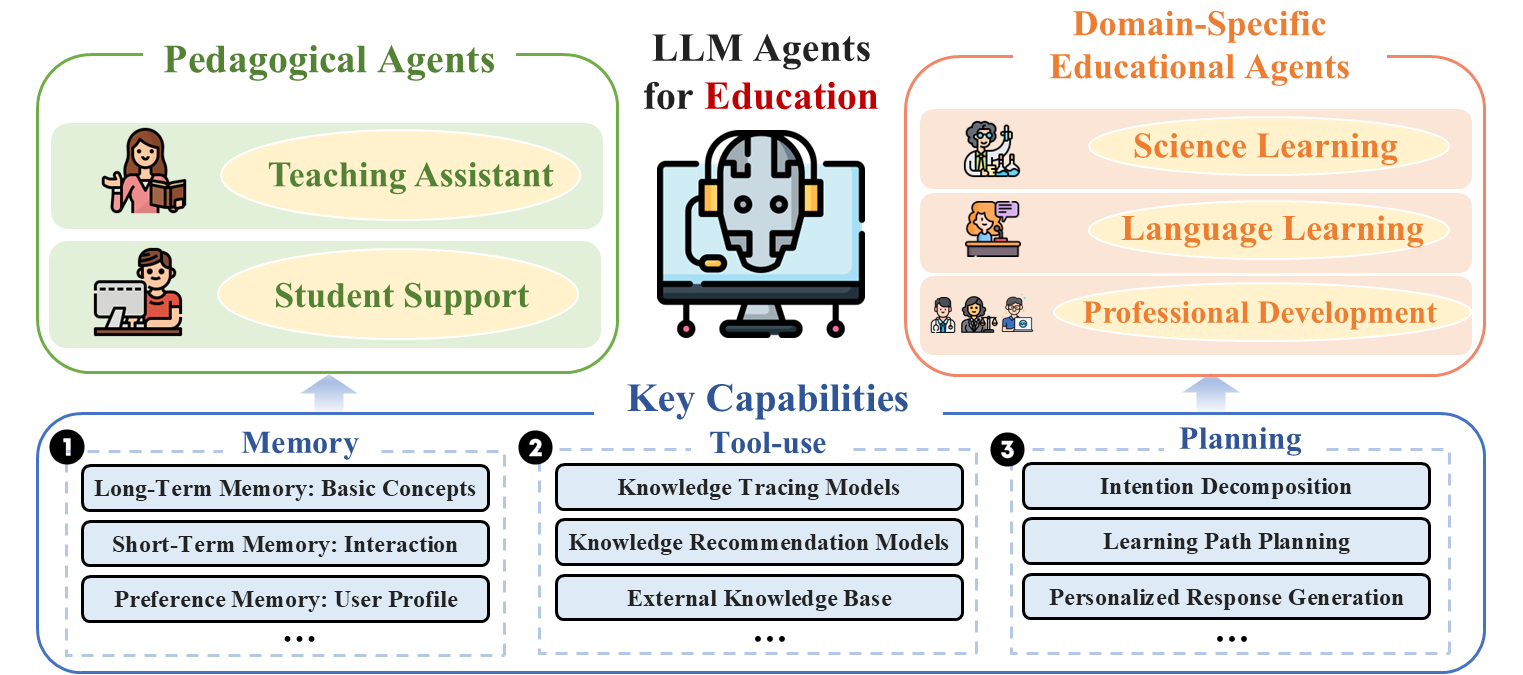 Pedagogical Agents
Teaching Assistant
Student Support
LLM Agents
for Education
Domain-Specific
Educational Agents
Science Learning
Language Learning
Professional Development
Key Capabilities
1
Memory
Long-Term Memory: Basic Concepts
Short-Term Memory: Interaction
Preference Memory: User Profile
...
2
Tool-use
Knowledge Tracing Models
Knowledge Recommendation Models
External Knowledge Base
...
3
Planning
Intention Decomposition
Learning Path Planning
Personalized Response Generation
...